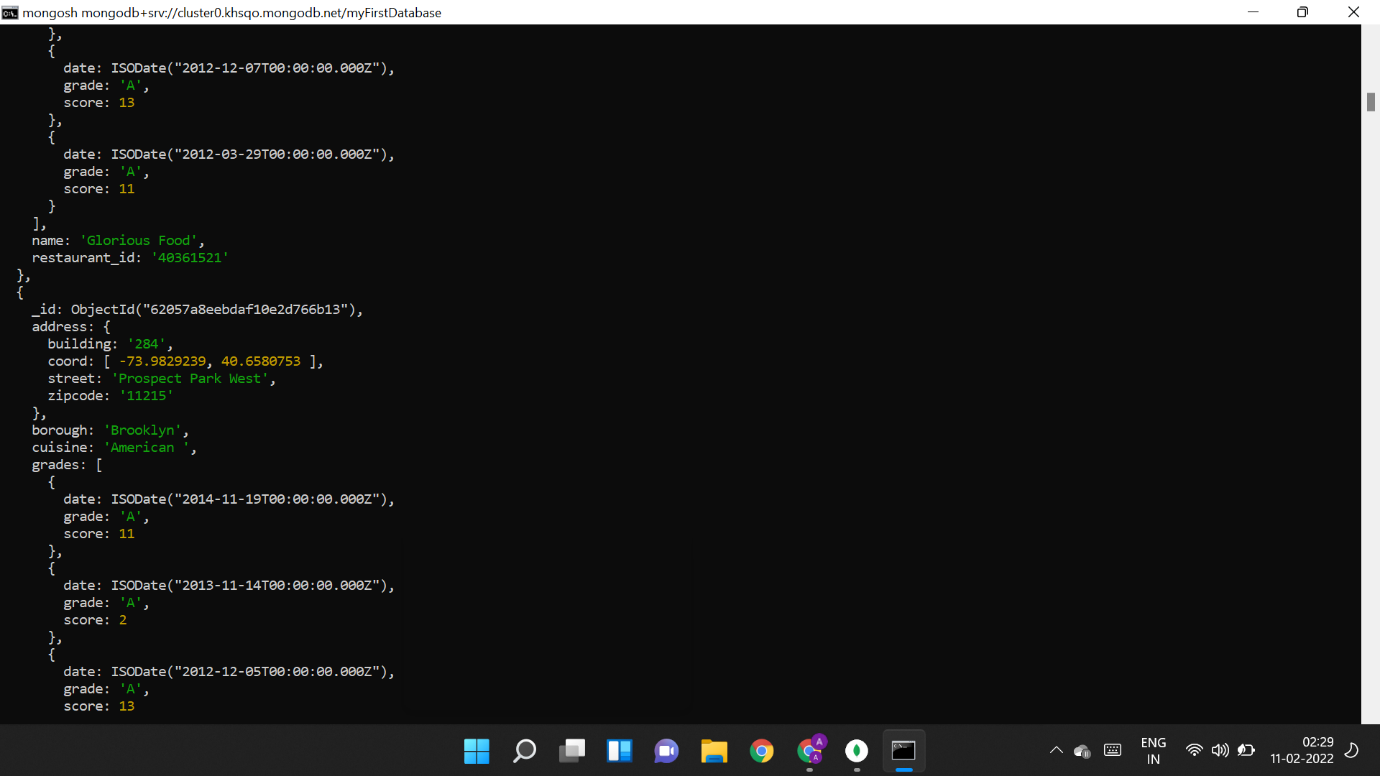 mongosh mongodb+srv://cluster0.khsqo.mongodb.net/myFirstDatabase
    },
    {
      date: ISODate("2012-12-07T00:00:00.000Z"),
      grade: 'A',
      score: 13
    },
    {
      date: ISODate("2012-03-29T00:00:00.000Z"),
      grade: 'A',
      score: 11
    }
  ],
  name: 'Glorious Food',
  restaurant_id: '40361521'
},
{
  _id: ObjectId("62057a8eebdaf10e2d766b13"),
  address: {
    building: '284',
    coord: [ -73.9829239, 40.6580753 ],
    street: 'Prospect Park West',
    zipcode: '11215'
  },
  borough: 'Brooklyn',
  cuisine: 'American ',
  grades: [
    {
      date: ISODate("2014-11-19T00:00:00.000Z"),
      grade: 'A',
      score: 11
    },
    {
      date: ISODate("2013-11-14T00:00:00.000Z"),
      grade: 'A',
      score: 2
    },
    {
      date: ISODate("2012-12-05T00:00:00.000Z"),
      grade: 'A',
      score: 13
A
A
ENG
IN
02:29
11-02-2022